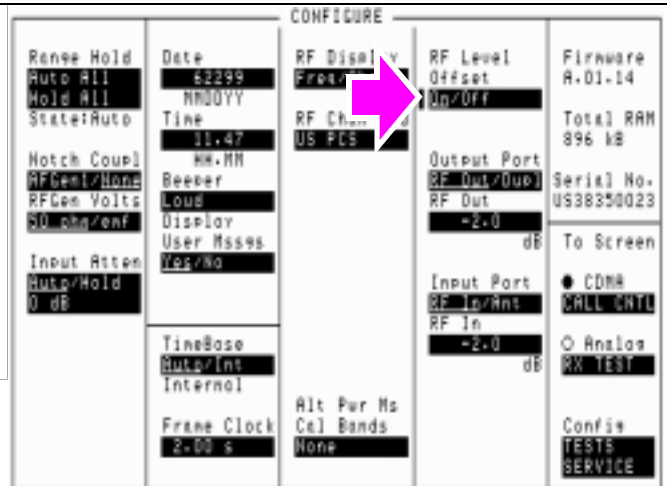 CONFIGURE
Range Hold
Auto All
Hold All
State:Auto
Notch Coupl
AFGen1/None
RFGen Volts
50 ohm/emf
Input Atten
Auto/Hold
0 dB
Date
62299
MMDDYY
Time
11.47
HH.MM
Beeper
Loud
Display
User Mssgs
Yes/No
TimeBase
Auto/Int
Internal
Frame Clock
2.00 s
RF Display
RF
US PCS
Alt Pwr Ms
Cal Bands
None
RF Level
Offset
On/Off
Output Port
RF Out/Dupl
RF Out
-2.0
dB
Input Port
RF In/Ant
RF In
-2.0
dB
Firmware
A.01.14
Total RAM
896 kB
Serial No.
US38350023
To Screen
CDMA
CALL CNTL
Analog
RX TEST
Config
TESTS
SERVICE